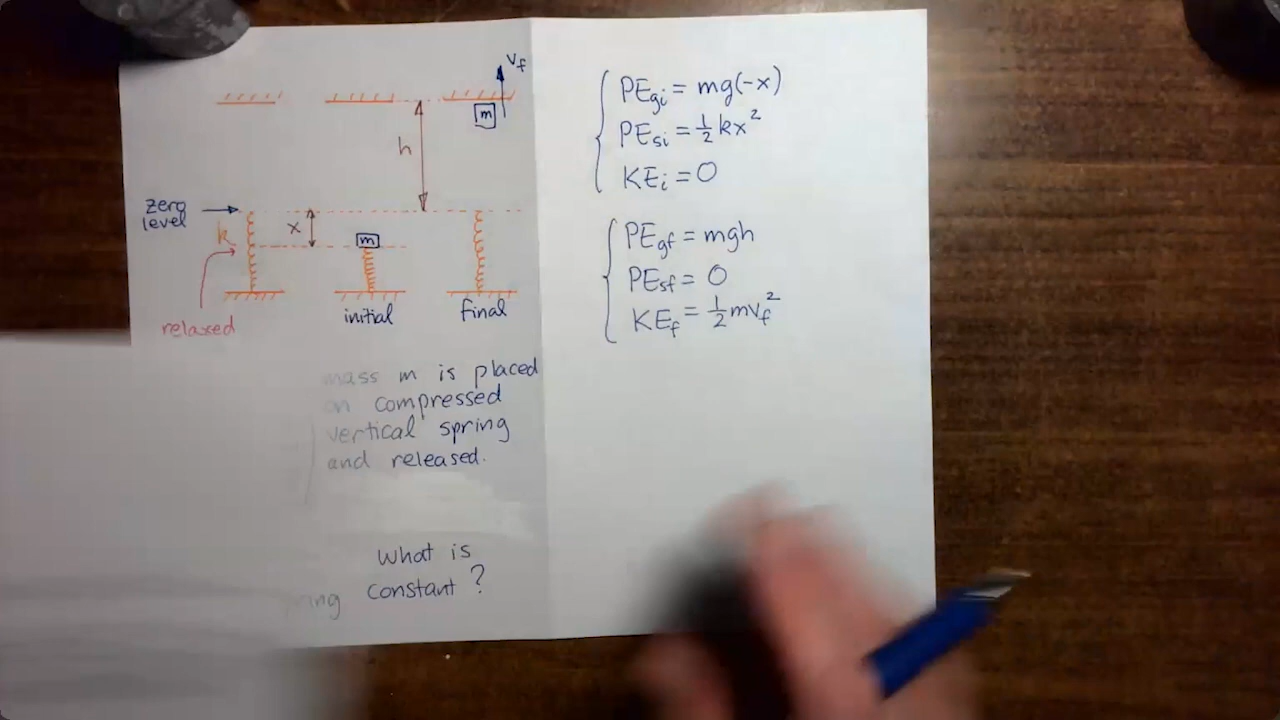 v_f
m
h
zero
level
x
k
m
relaxed
initial
final
mass m is placed
on compressed
vertical spring
and released.
What is
constant?
PE_gi = mg(-x)
PE_si = ½kx²
KE_i = 0
PE_gf = mgh
PE_sf = 0
KE_f = ½mv_f²